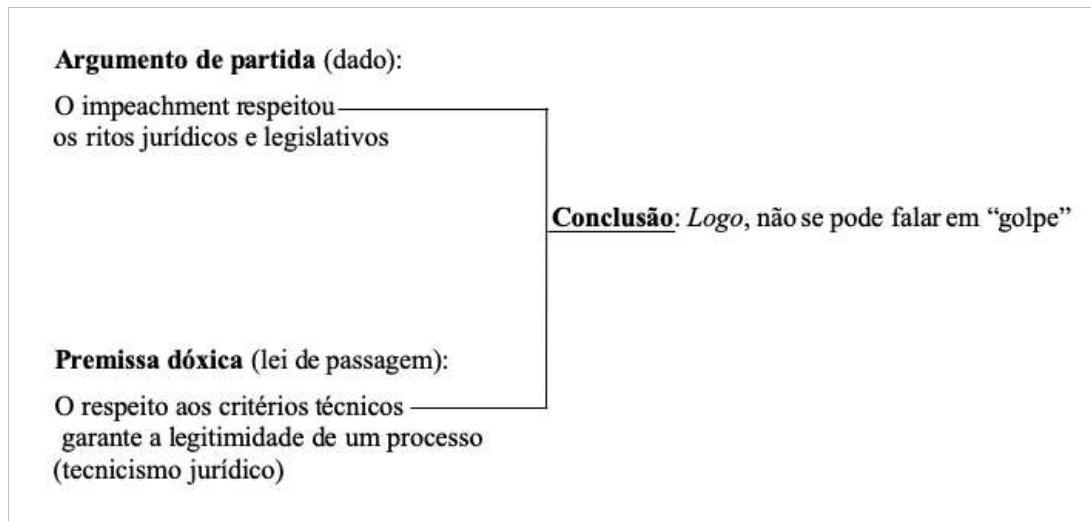 Argumento de partida (dado):
O impeachment respeitou
os ritos jurídicos e legislativos
Conclusão: Logo, não se pode falar em “golpe”
Premissa dóxica (lei de passagem):
O respeito aos critérios técnicos
garante a legitimidade de um processo
(tecnicismo jurídico)